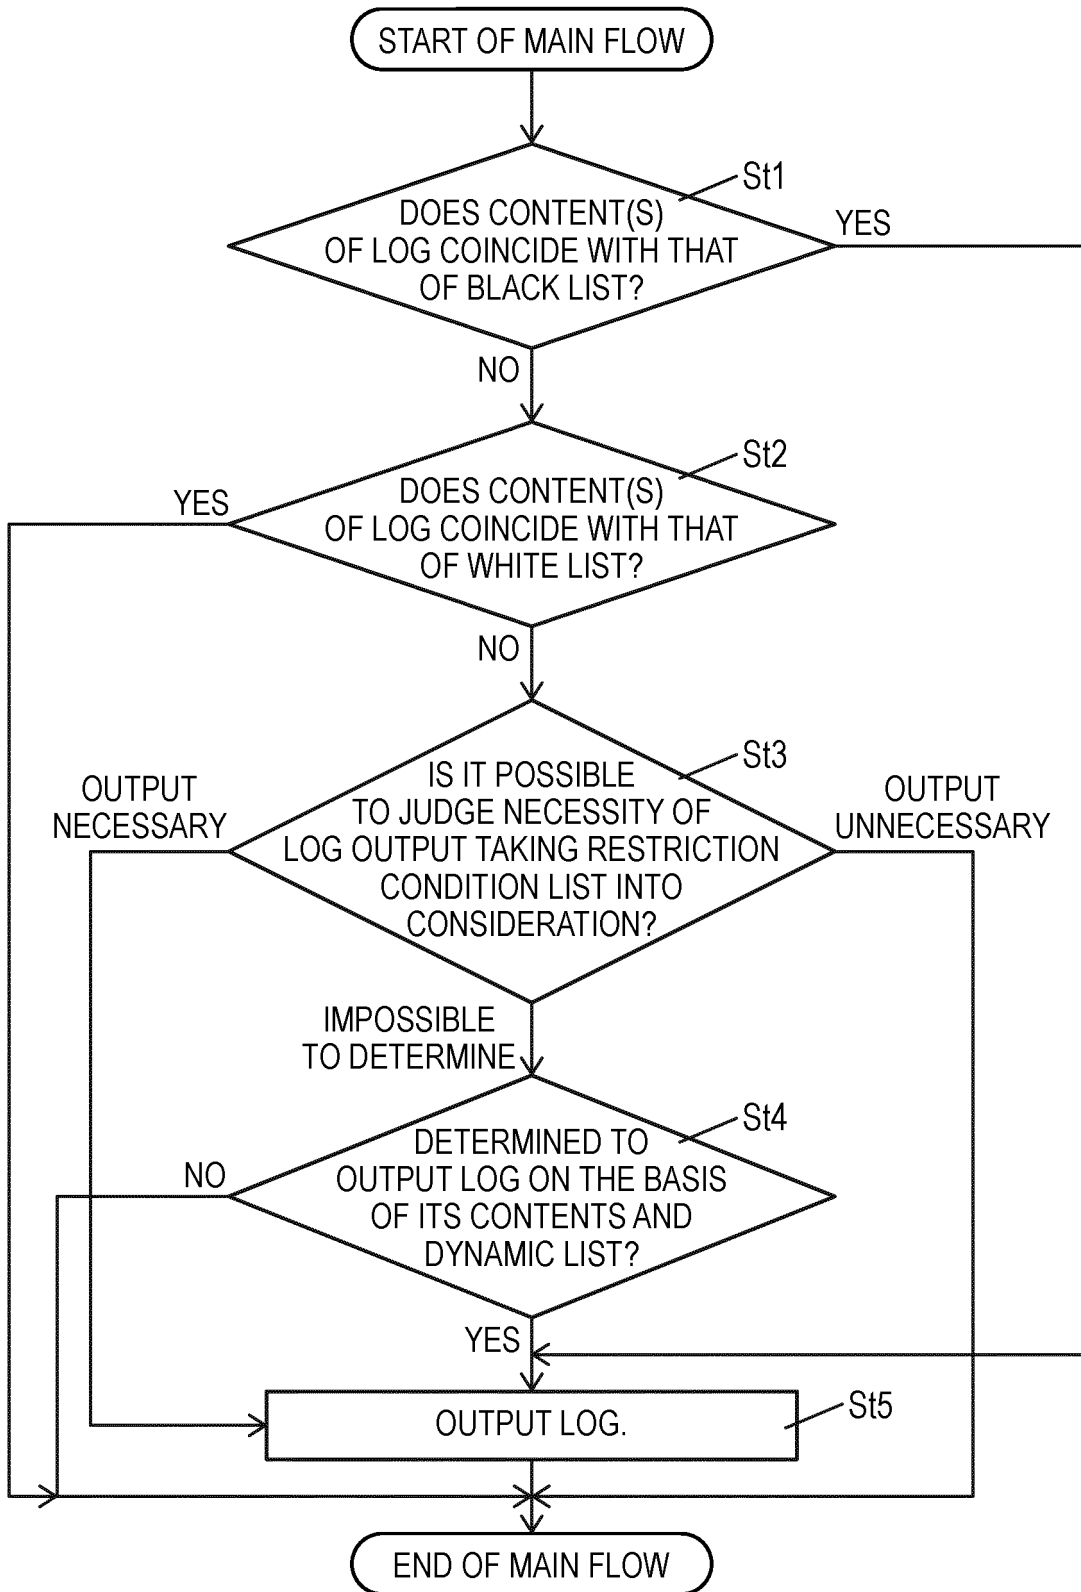 START OF MAIN FLOW
St1
DOES CONTENT(S)
OF LOG COINCIDE WITH THAT
OF BLACK LIST?
YES
NO
St2
YES
DOES CONTENT(S)
OF LOG COINCIDE WITH THAT
OF WHITE LIST?
NO
St3
OUTPUT
NECESSARY
IS IT POSSIBLE
TO JUDGE NECESSITY OF
LOG OUTPUT TAKING RESTRICTION
CONDITION LIST INTO
CONSIDERATION?
OUTPUT
UNNECESSARY
IMPOSSIBLE
TO DETERMINE
St4
NO
DETERMINED TO
OUTPUT LOG ON THE BASIS
OF ITS CONTENTS AND
DYNAMIC LIST?
YES
OUTPUT LOG.
St5
END OF MAIN FLOW